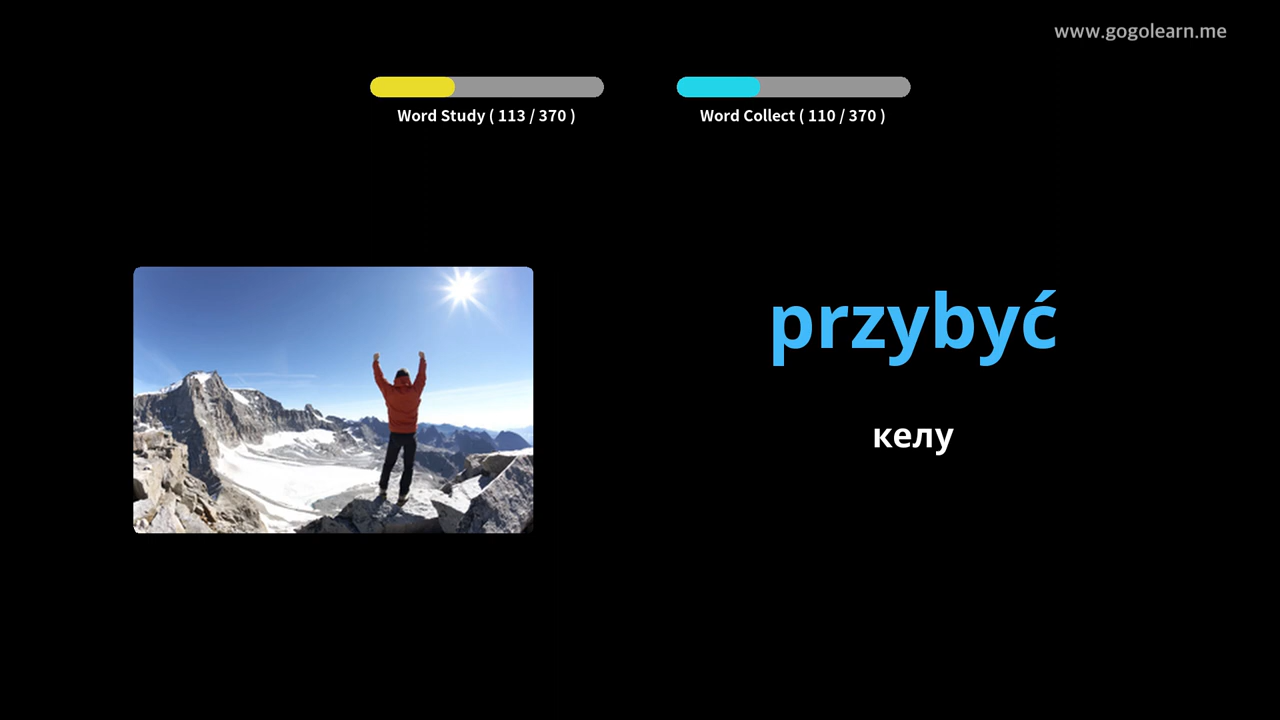 www.gogolearn.me
Word Study ( 113 / 370 )
Word Collect ( 110 / 370 )
przybyć
келу